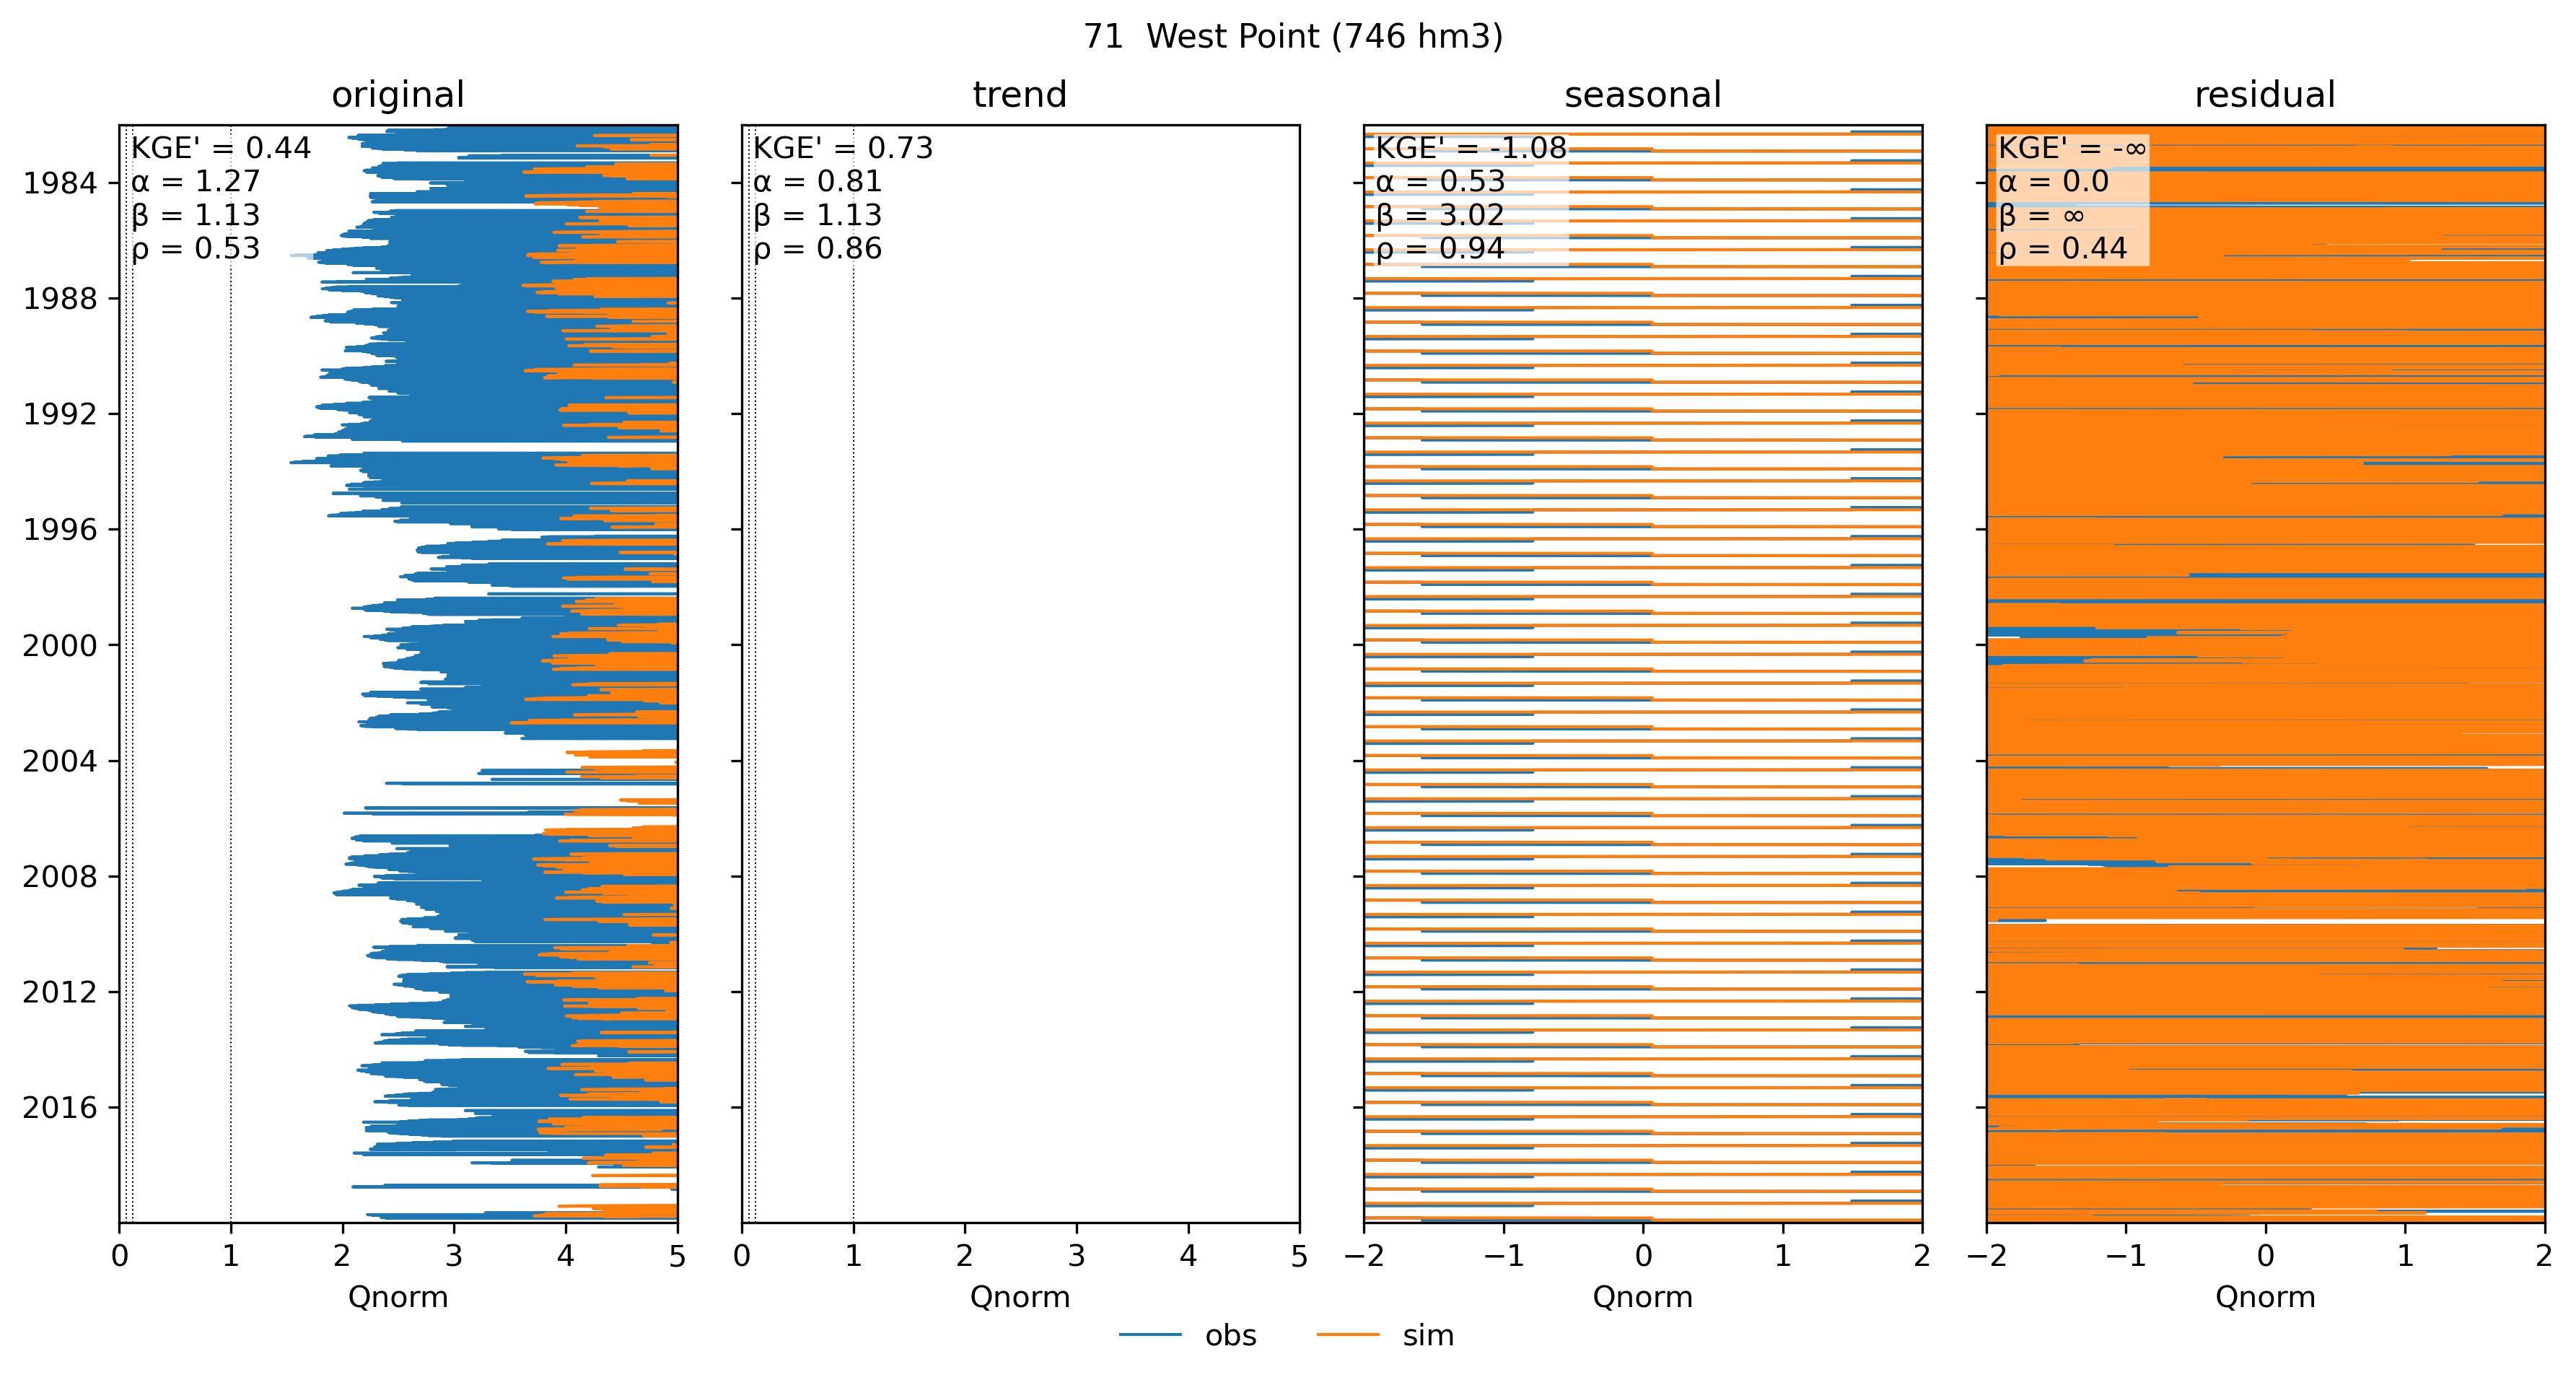 71  West Point (746 hm3)
original
trend
seasonal
residual
KGE' = 0.44
α = 1.27
β = 1.13
ρ = 0.53
KGE' = 0.73
α = 0.81
β = 1.13
ρ = 0.86
KGE' = -1.08
α = 0.53
β = 3.02
ρ = 0.94
KGE' = -∞
α = 0.0
β = ∞
ρ = 0.44
1984
1988
1992
1996
2000
2004
2008
2012
2016
0 1 2 3 4 5
0 1 2 3 4 5
−2 −1 0 1 2
−2 −1 0 1 2
Qnorm
Qnorm
Qnorm
Qnorm
obs
sim